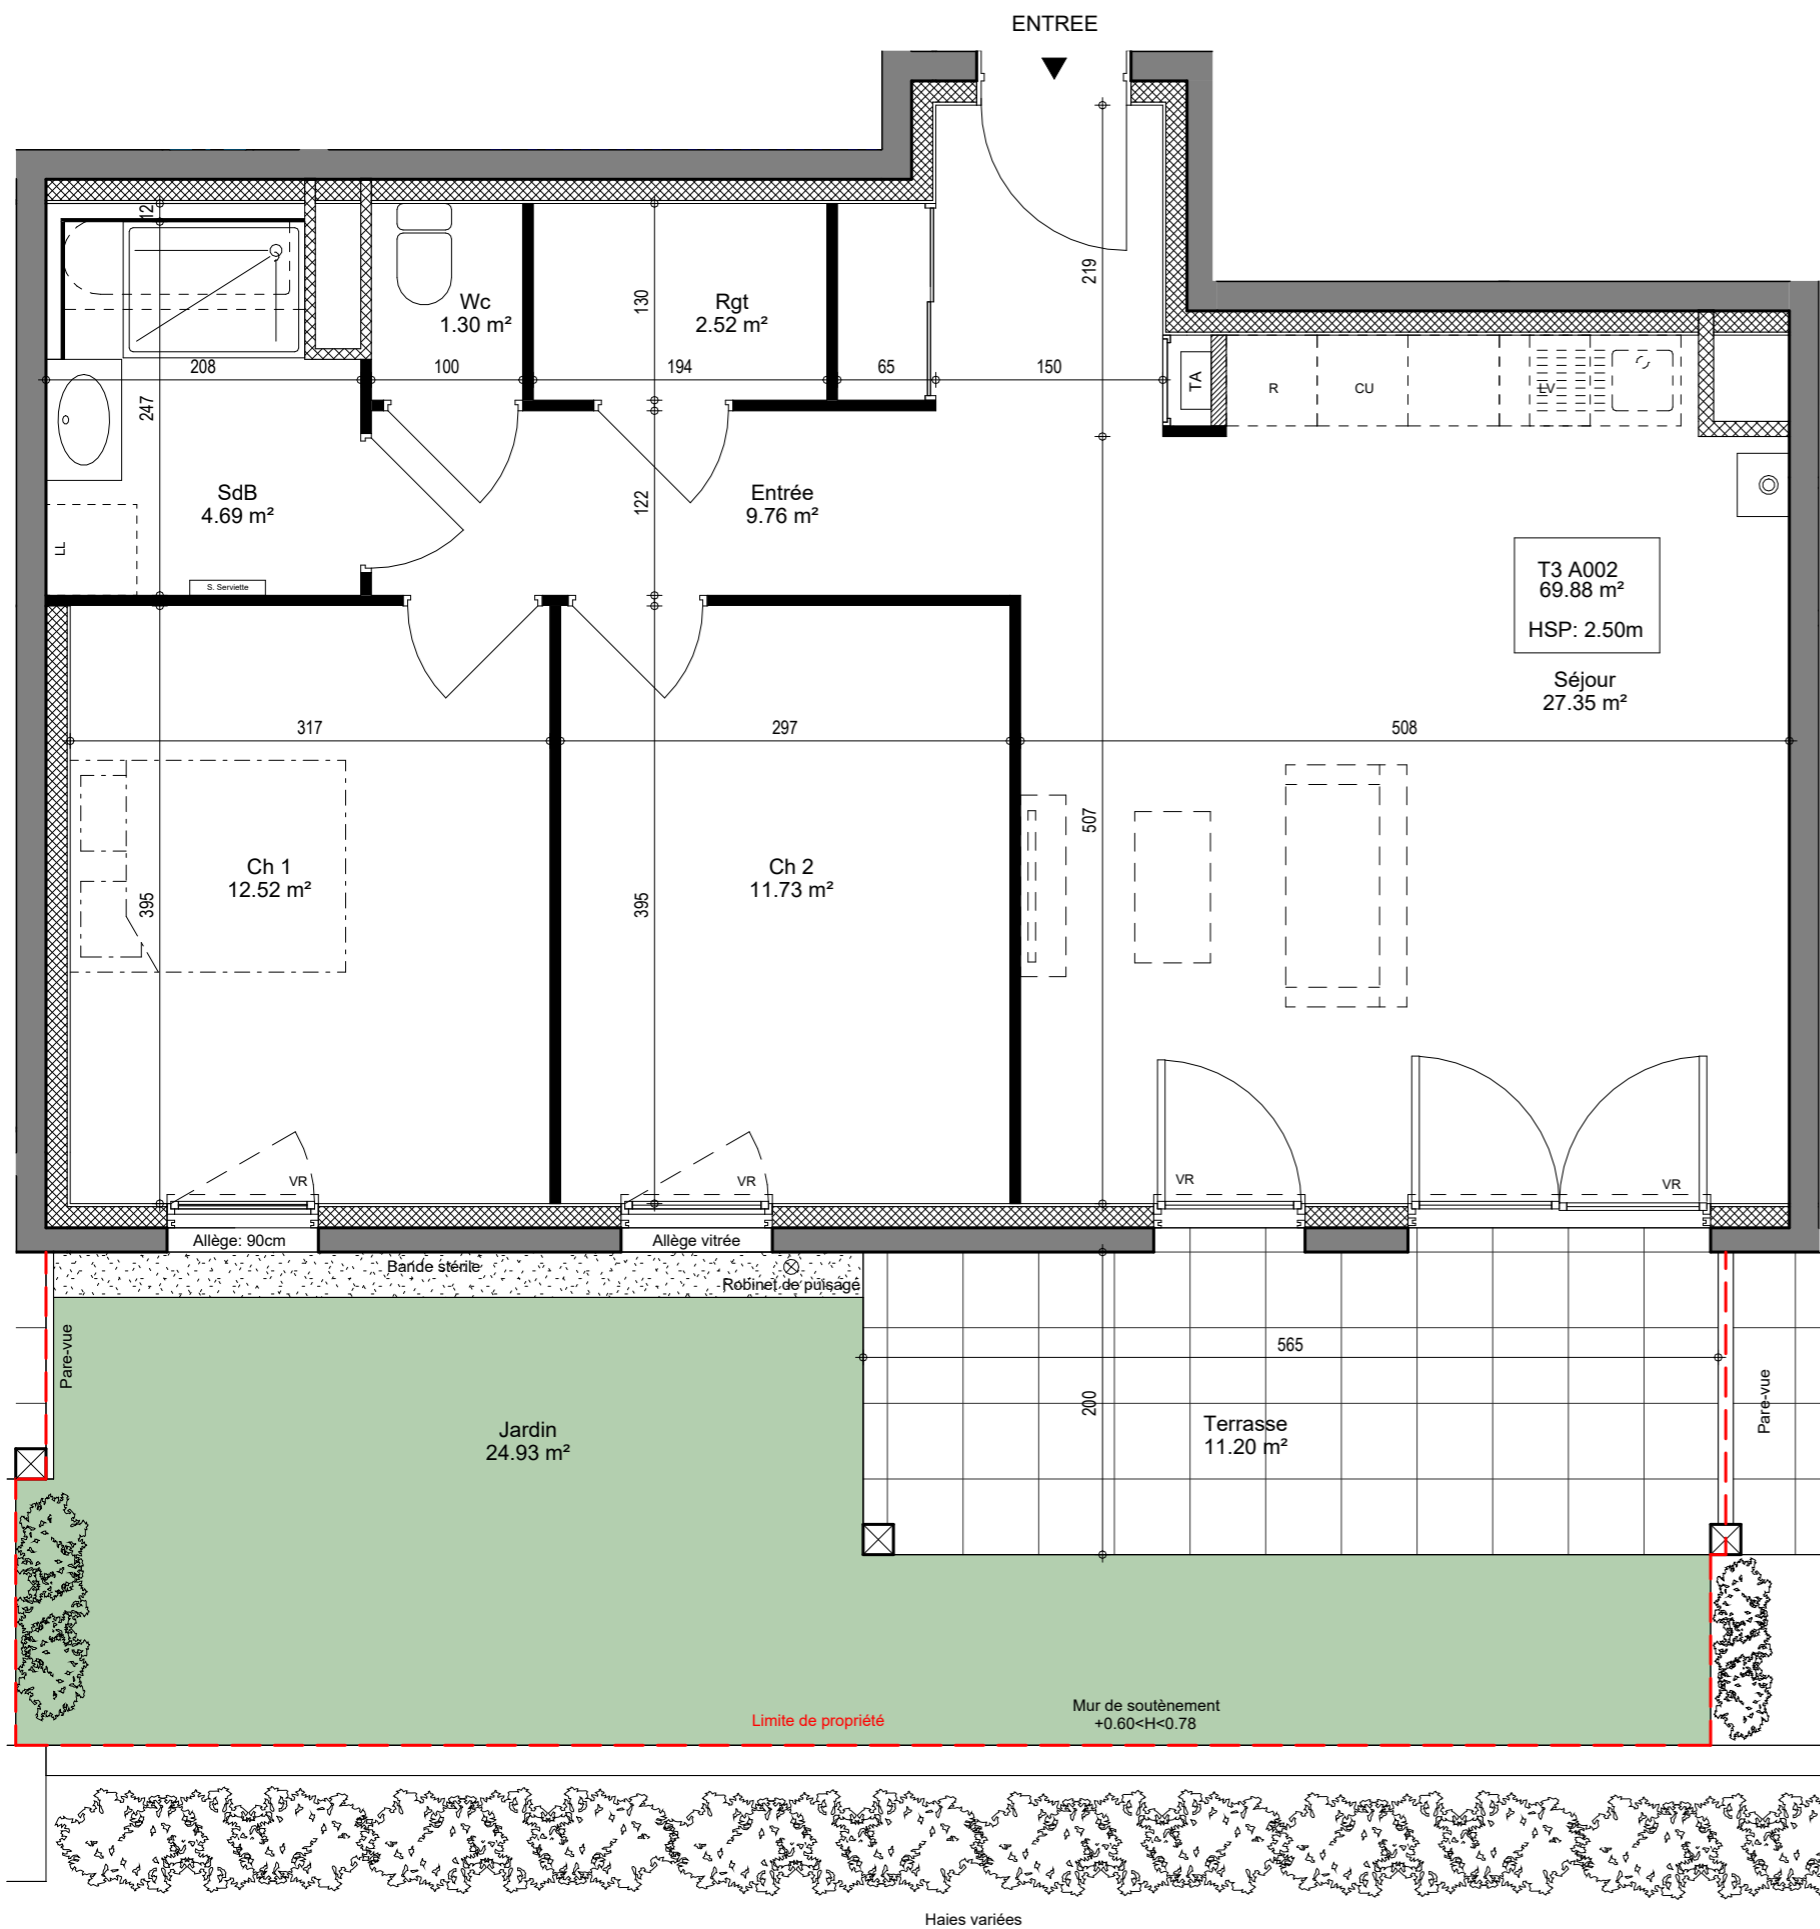 ENTREE
12
219
Wc
1.30 m²
130
Rgt
2.52 m²
208
100
194
65
150
TA
R
CU
LV
247
SdB
4.69 m²
122
Entrée
9.76 m²
LL
S. Serviette
T3 A002
69.88 m²
HSP: 2.50m
Séjour
27.35 m²
317
297
508
507
Ch 1
12.52 m²
395
Ch 2
11.73 m²
395
VR
VR
VR
VR
Allège: 90cm
Allège vitrée
Bande stérile
Robinet de puisage
Pare-vue
565
200
Pare-vue
Jardin
24.93 m²
Terrasse
11.20 m²
Limite de propriété
Mur de soutènement
+0.60<H<0.78
Haies variées